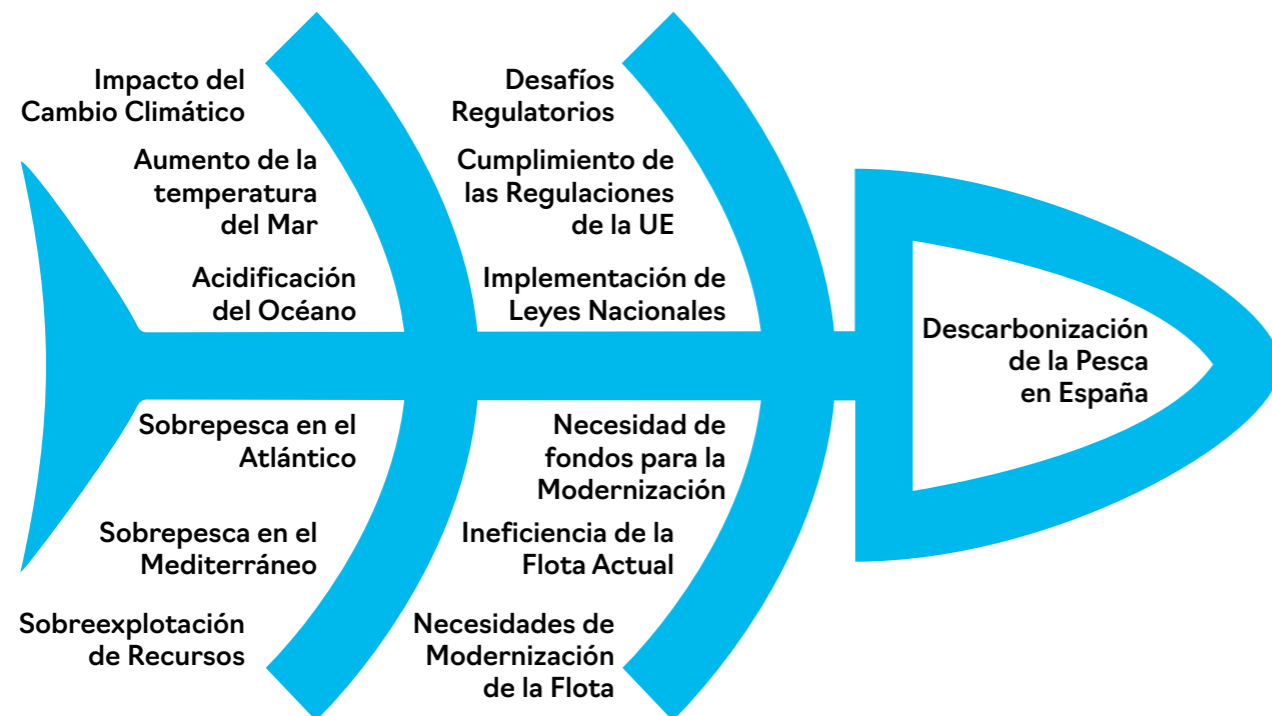 Impacto del
Cambio Climático
Aumento de la
temperatura
del Mar
Acidificación
del Océano
Desafíos
Regulatorios
Cumplimiento de
las Regulaciones
de la UE
Implementación de
Leyes Nacionales
Sobrepesca en el
Atlántico
Sobrepesca en el
Mediterráneo
Sobreexplotación
de Recursos
Necesidad de
fondos para la
Modernización
Ineficiencia de la
Flota Actual
Necesidades de
Modernización
de la Flota
Descarbonización
de la Pesca
en España